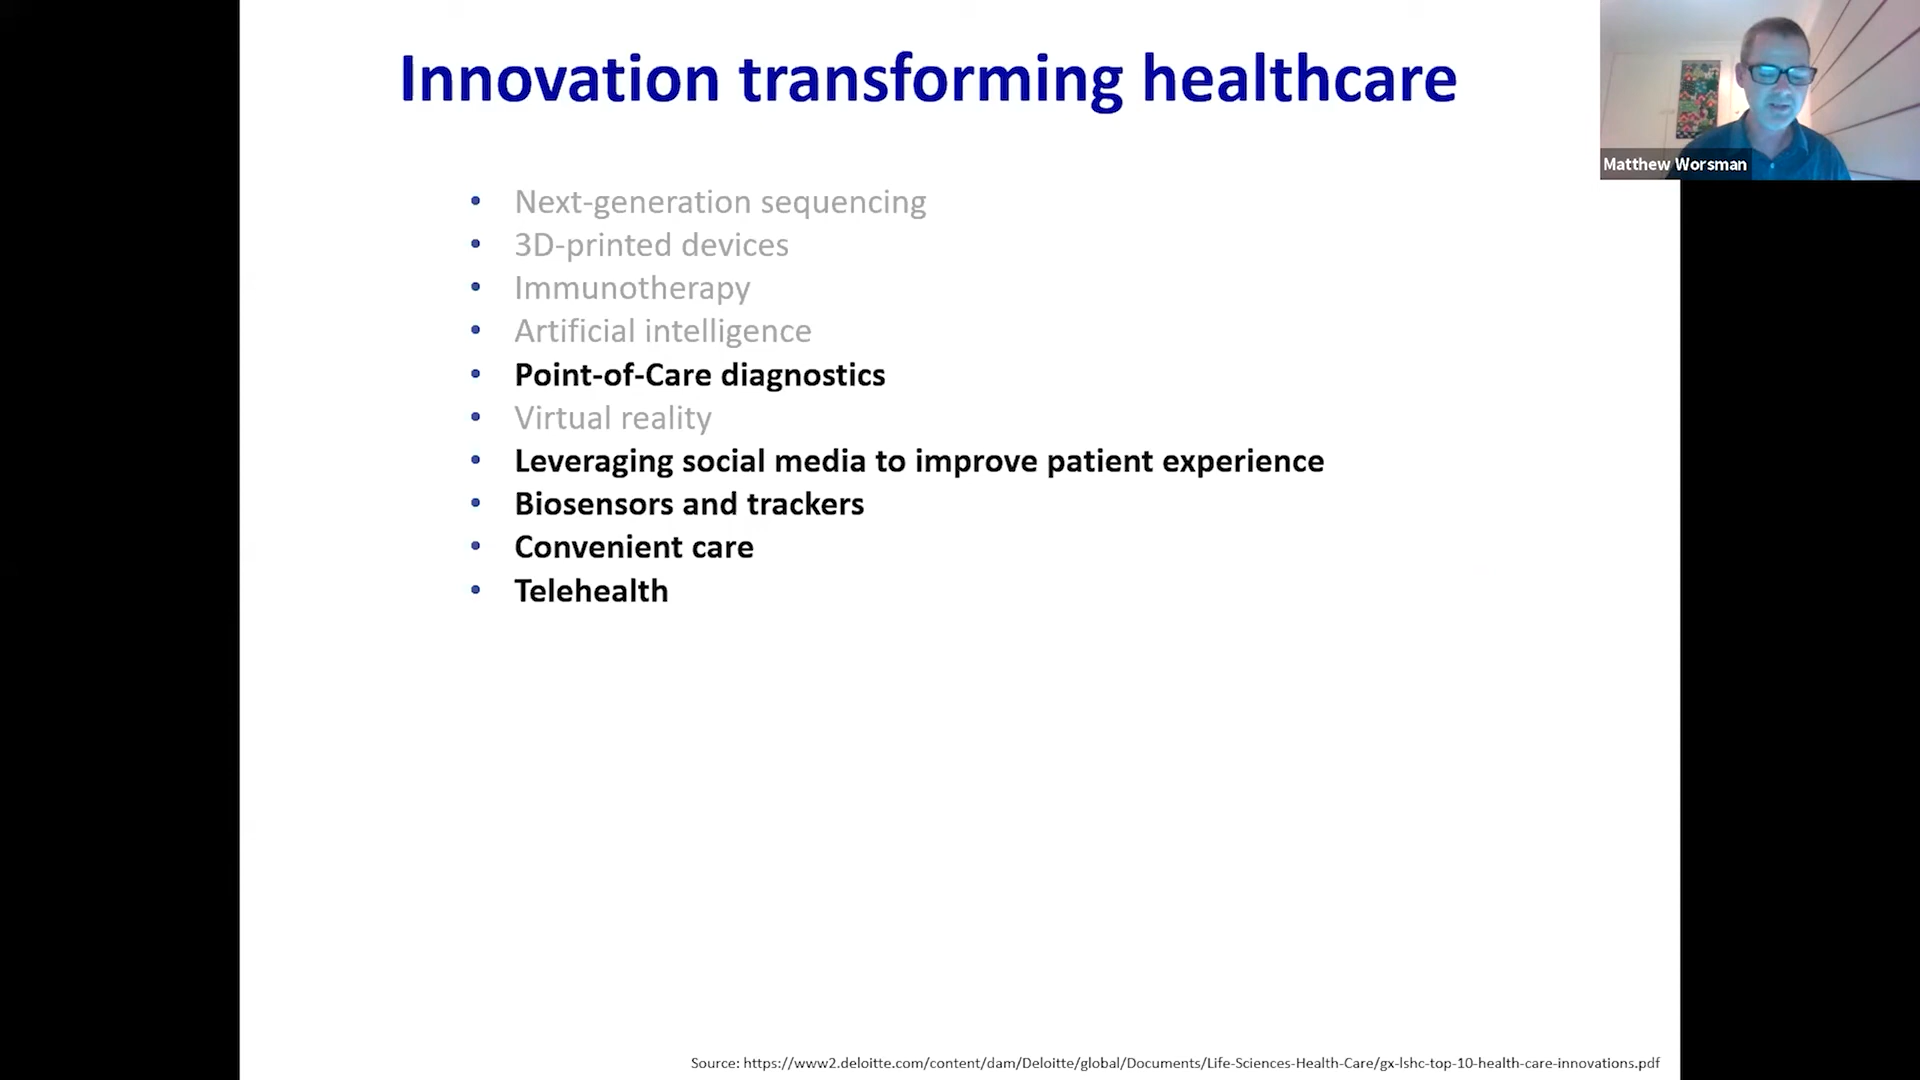 Innovation transforming healthcare
Matthew Worsman
• Next-generation sequencing
• 3D-printed devices
• Immunotherapy
• Artificial intelligence
• Point-of-Care diagnostics
• Virtual reality
• Leveraging social media to improve patient experience
• Biosensors and trackers
• Convenient care
• Telehealth
Source: https://www2.deloitte.com/content/dam/Deloitte/global/Documents/Life-Sciences-Health-Care/gx-lshc-top-10-health-care-innovations.pdf